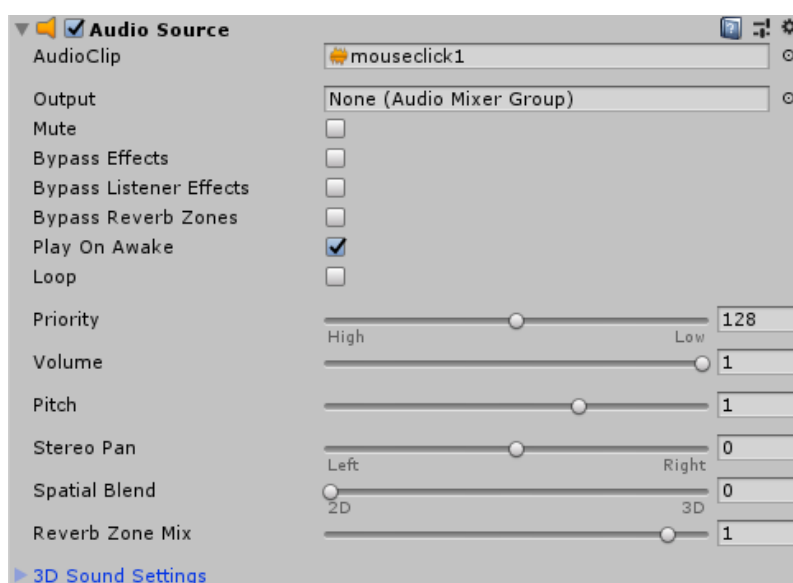 Audio Source
AudioClip mouseclick1
Output None (Audio Mixer Group)
Mute
Bypass Effects
Bypass Listener Effects
Bypass Reverb Zones
Play On Awake
Loop
Priority 128
High Low
Volume 1
Pitch 1
Stereo Pan 0
Left Right
Spatial Blend 0
2D 3D
Reverb Zone Mix 1
3D Sound Settings